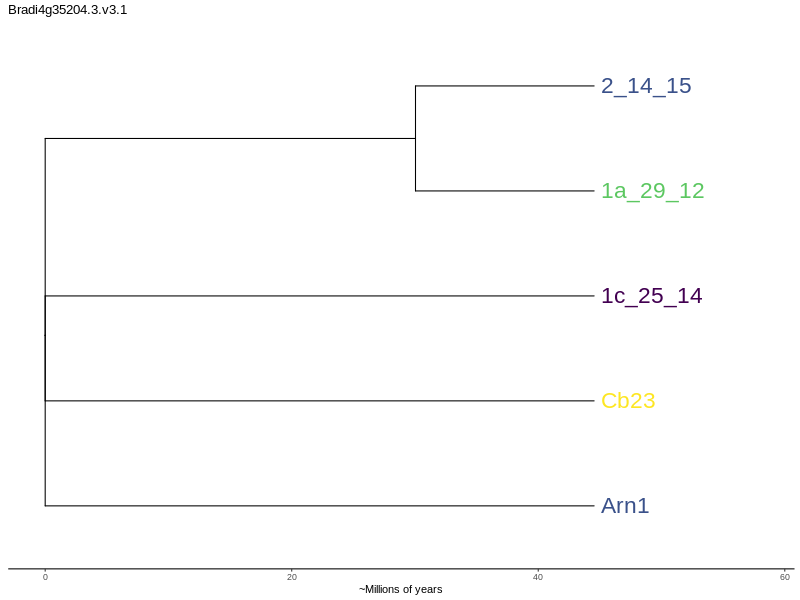 Bradi4g35204.3.v3.1
2_14_15
1a_29_12
1c_25_14
Cb23
Arn1
0 20 40 60
~Millions of years